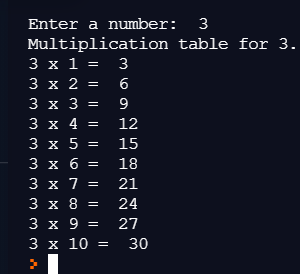 Enter a number:  3
Multiplication table for 3.
3 x 1 =  3
3 x 2 =  6
3 x 3 =  9
3 x 4 =  12
3 x 5 =  15
3 x 6 =  18
3 x 7 =  21
3 x 8 =  24
3 x 9 =  27
3 x 10 =  30
>